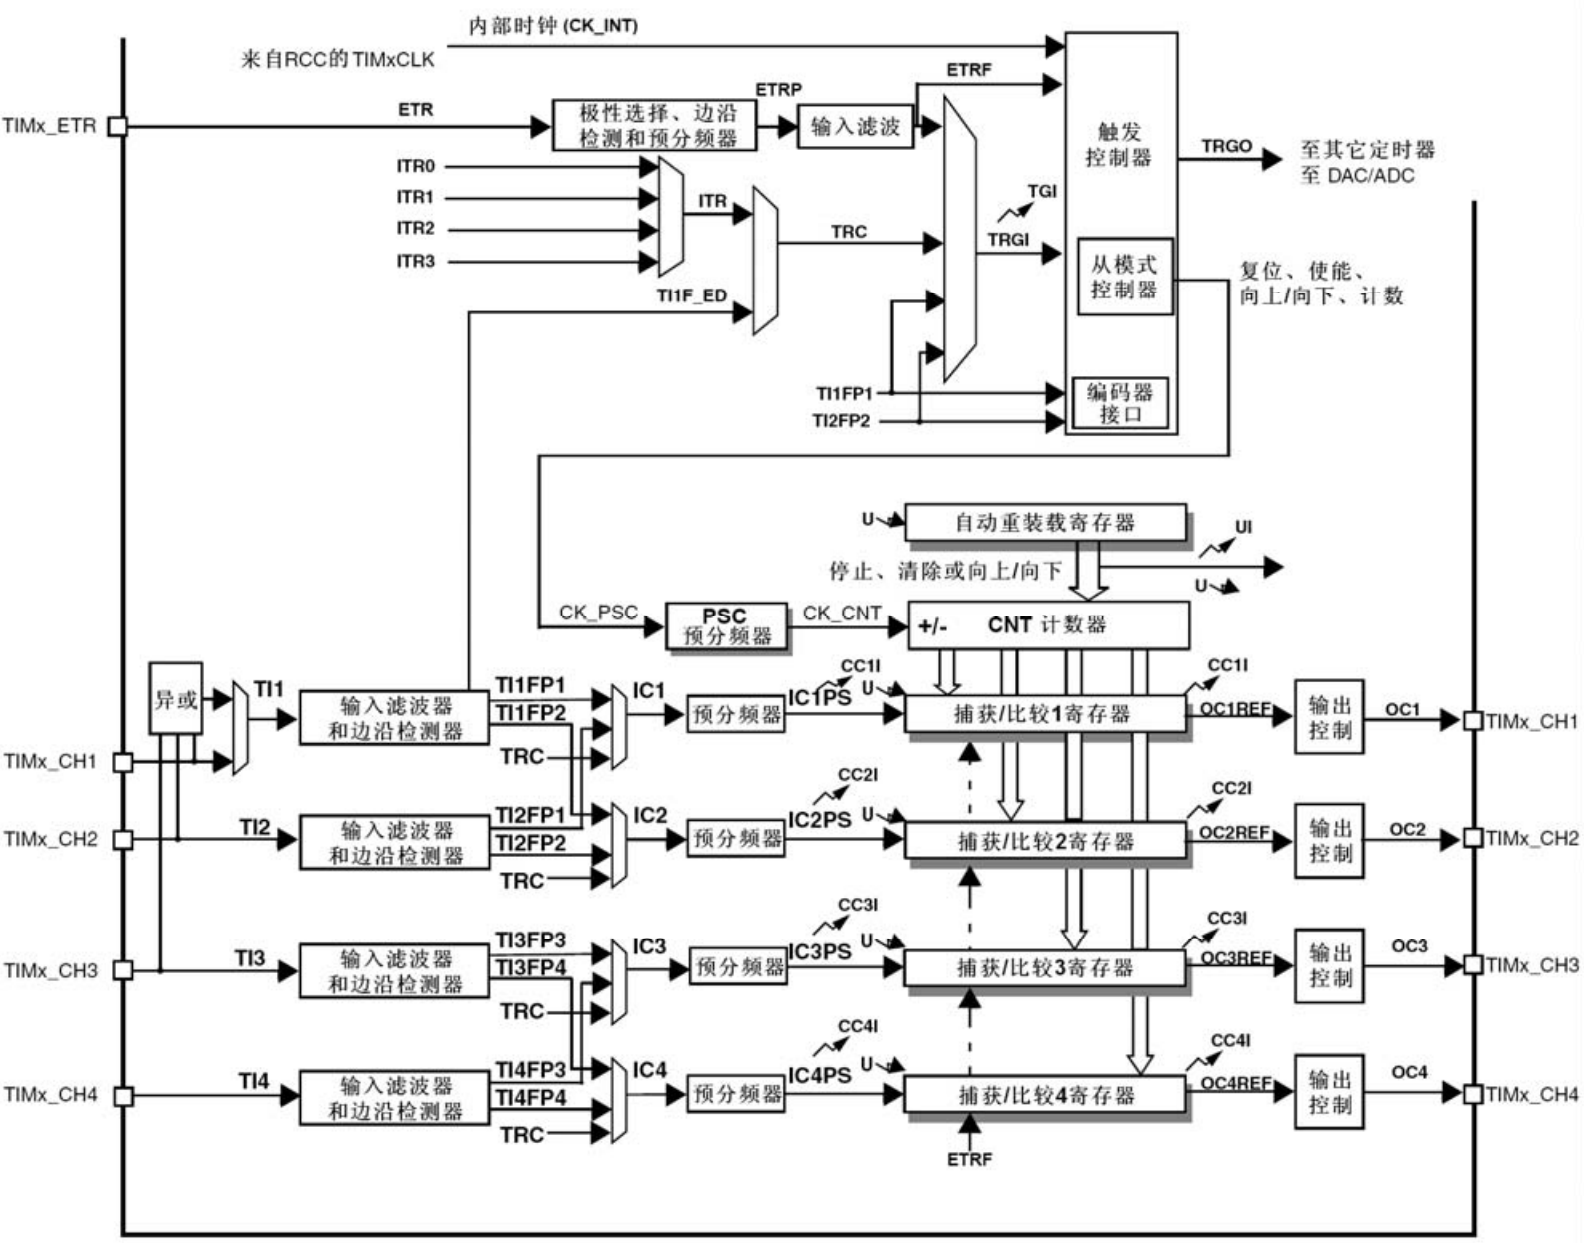 内部时钟 (CK_INT)
来自RCC的 TIMxCLK
ETRF
ETRP
ETR
TIMx_ETR
极性选择、边沿
检测和预分频器
输入滤波
触发
控制器
TRGO
至其它定时器
至 DAC/ADC
ITR0
ITR1
ITR2
ITR3
ITR
TRC
TGI
TRGI
从模式
控制器
复位、使能、
向上/向下、计数
TI1F_ED
TI1FP1
TI2FP2
编码器
接口
U
自动重装载寄存器
UI
停止、清除或向上/向下
U
CK_PSC
PSC
预分频器
CK_CNT
+/-
CNT 计数器
异或
TI1
输入滤波器
和边沿检测器
TI1FP1
TI1FP2
TRC
IC1
预分频器
CC1I
IC1PS
U
捕获/比较1寄存器
CC1I
OC1REF
输出
控制
OC1
TIMx_CH1
TIMx_CH1
TIMx_CH2
TI2
输入滤波器
和边沿检测器
TI2FP1
TI2FP2
TRC
IC2
预分频器
CC2I
IC2PS
U
捕获/比较2寄存器
CC2I
OC2REF
输出
控制
OC2
TIMx_CH2
TIMx_CH3
TI3
输入滤波器
和边沿检测器
TI3FP3
TI3FP4
TRC
IC3
预分频器
CC3I
IC3PS
U
捕获/比较3寄存器
CC3I
OC3REF
输出
控制
OC3
TIMx_CH3
TIMx_CH4
TI4
输入滤波器
和边沿检测器
TI4FP3
TI4FP4
TRC
IC4
预分频器
CC4I
IC4PS
U
捕获/比较4寄存器
CC4I
OC4REF
输出
控制
OC4
TIMx_CH4
ETRF